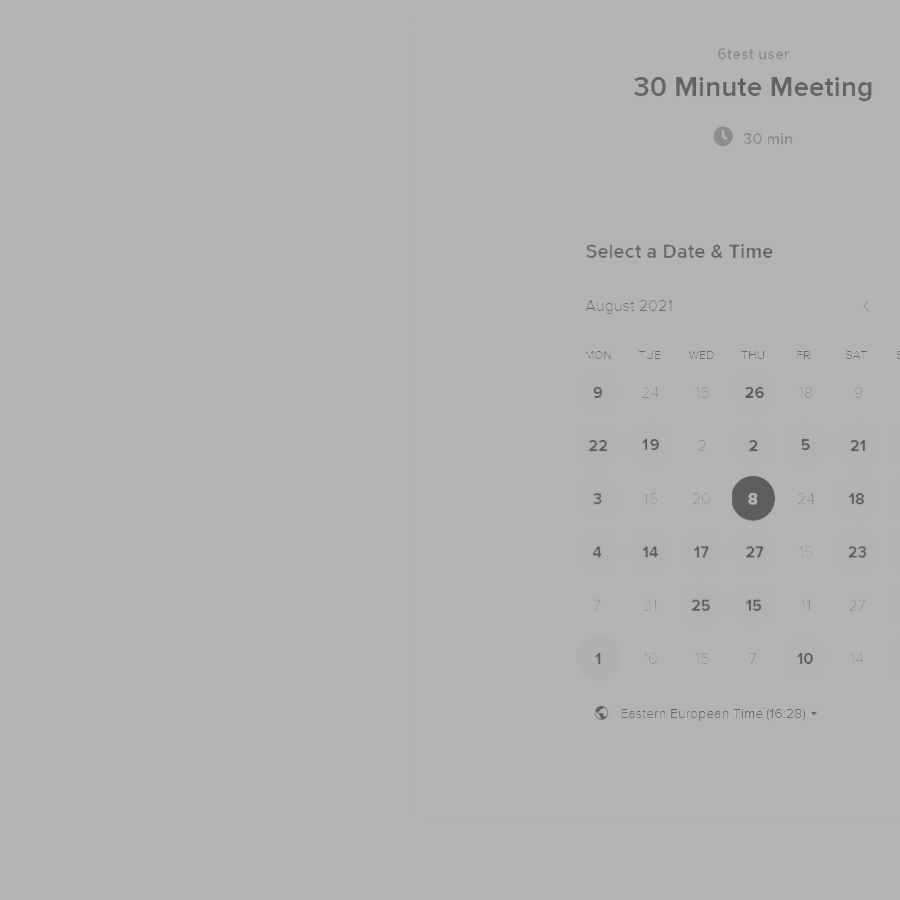 6test user
30 Minute Meeting
30 min
Select a Date & Time
August 2021
MON TUE WED THU FRI SAT S
9 24 15 26 18 9
22 19 2 2 5 21
3 16 20 8 24 18
4 14 17 27 15 23
7 31 25 15 11 27
1 10 15 7 10 14
Eastern European Time (16:28)